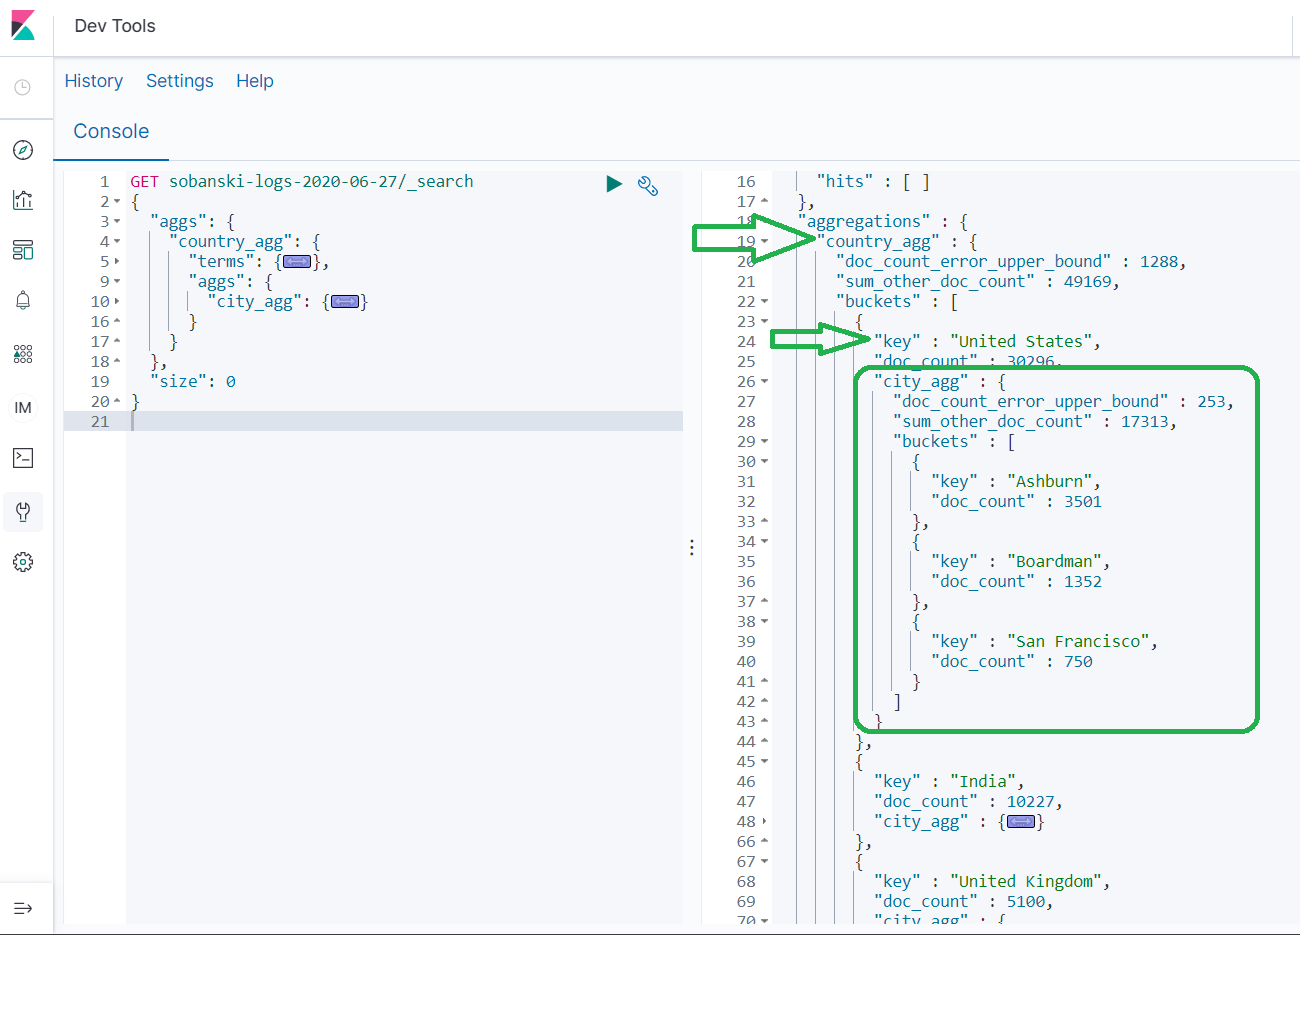 Dev Tools
History Settings Help
Console
1 GET sobanski-logs-2020-06-27/_search
2 {
3 "aggs": {
4 "country_agg": {
5 "terms": {},
9 "aggs": {
10 "city_agg": {}
16 }
17 }
18 },
19 "size": 0
20 }
21
IM
16 "hits" : [ ]
17 },
18 "aggregations" : {
19 "country_agg" : {
20 "doc_count_error_upper_bound" : 1288,
21 "sum_other_doc_count" : 49169,
22 "buckets" : [
23 {
24 "key" : "United States",
25 "doc_count" : 30296,
26 "city_agg" : {
27 "doc_count_error_upper_bound" : 253,
28 "sum_other_doc_count" : 17313,
29 "buckets" : [
30 {
31 "key" : "Ashburn",
32 "doc_count" : 3501
33 },
34 {
35 "key" : "Boardman",
36 "doc_count" : 1352
37 },
38 {
39 "key" : "San Francisco",
40 "doc_count" : 750
41 }
42 ]
43 }
44 },
45 {
46 "key" : "India",
47 "doc_count" : 10227,
48 "city_agg" : {}
66 },
67 {
68 "key" : "United Kingdom",
69 "doc_count" : 5100,
70 "city_agg" : {